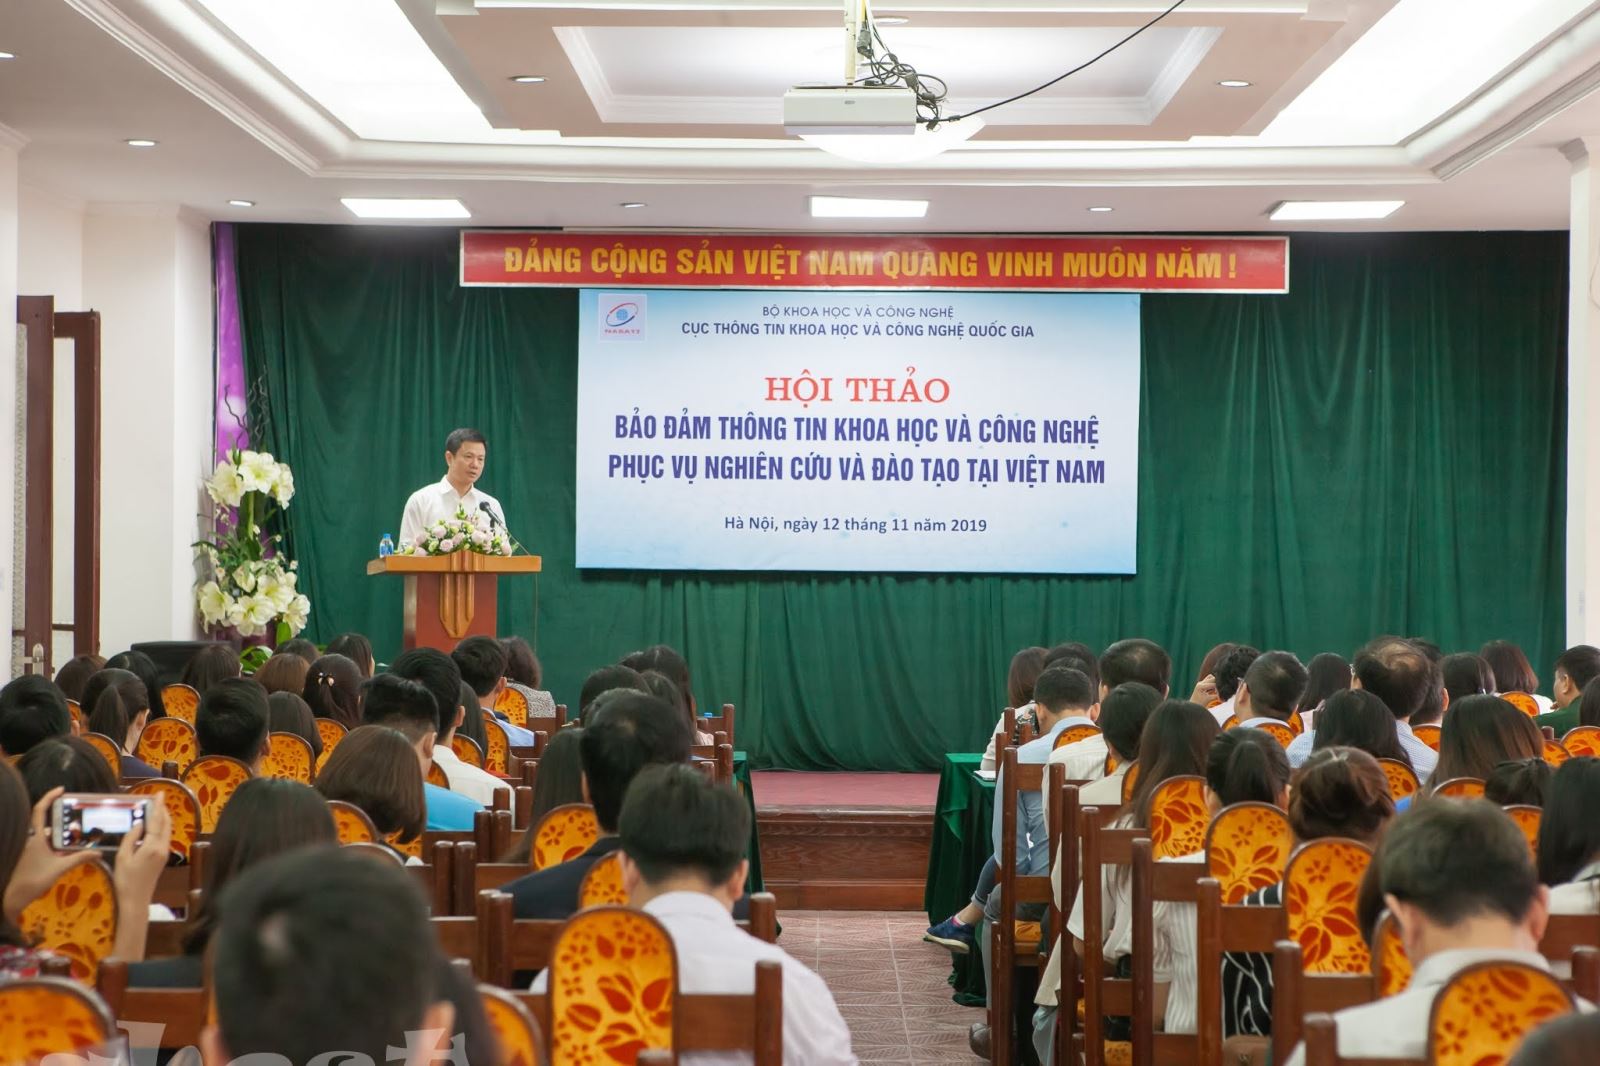 ĐẢNG CỘNG SẢN VIỆT NAM QUANG VINH MUÔN NĂM !
NASATI
BỘ KHOA HỌC VÀ CÔNG NGHỆ
CỤC THÔNG TIN KHOA HỌC VÀ CÔNG NGHỆ QUỐC GIA
HỘI THẢO
BẢO ĐẢM THÔNG TIN KHOA HỌC VÀ CÔNG NGHỆ
PHỤC VỤ NGHIÊN CỨU VÀ ĐÀO TẠO TẠI VIỆT NAM
Hà Nội, ngày 12 tháng 11 năm 2019